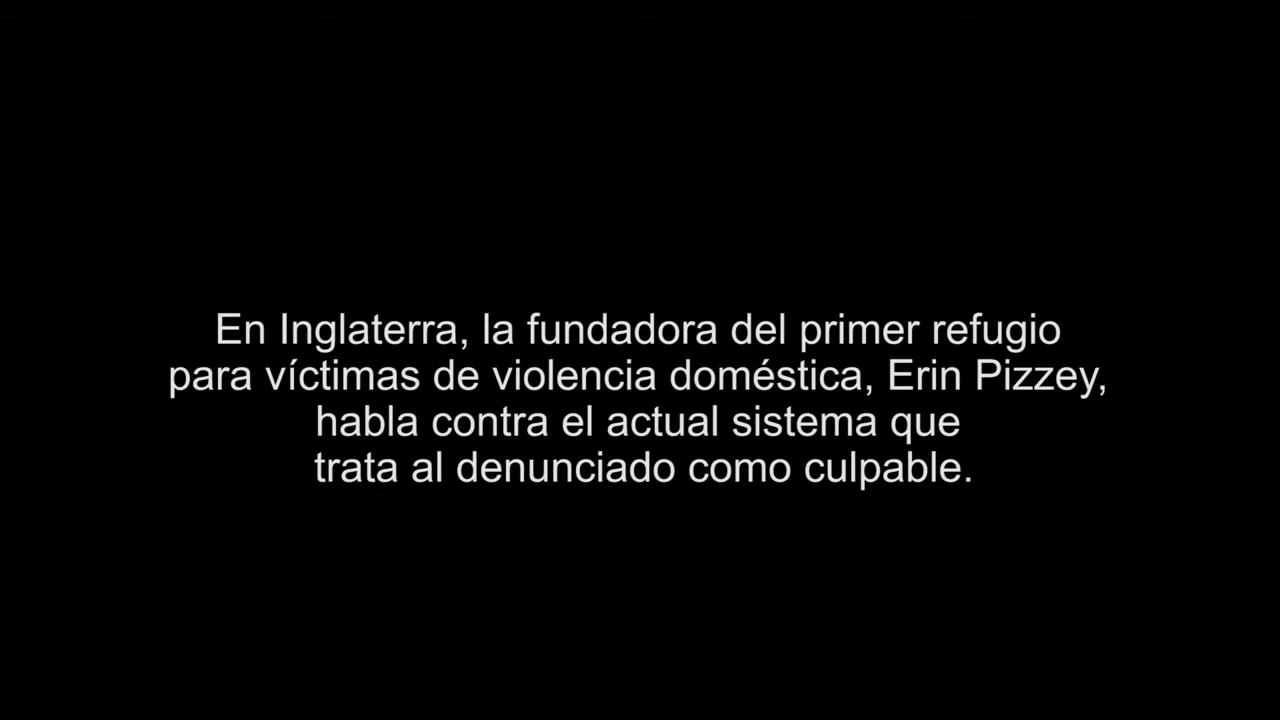 En Inglaterra, la fundadora del primer refugio
para víctimas de violencia doméstica, Erin Pizzey,
habla contra el actual sistema que
trata al denunciado como culpable.